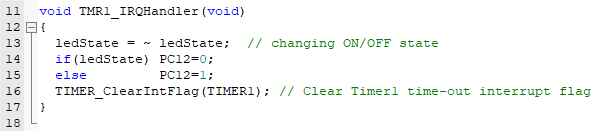 11 void TMR1_IRQHandler(void)
12 {
13 ledState = ~ ledState; // changing ON/OFF state
14 if(ledState) PC12=0;
15 else PC12=1;
16 TIMER_ClearIntFlag(TIMER1); // Clear Timer1 time-out interrupt flag
17 }
18